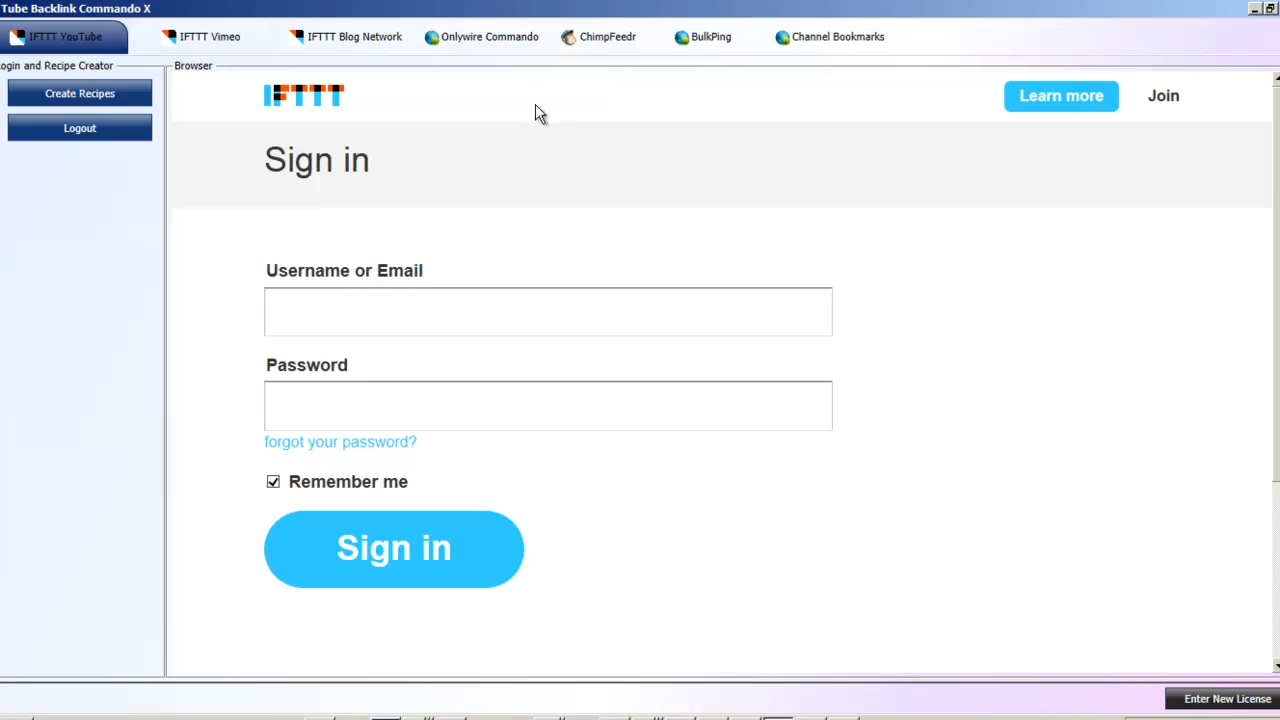 Tube Backlink Commando X
IFTTT YouTube
IFTTT Vimeo
IFTTT Blog Network
Onlywire Commando
ChimpFeedr
BulkPing
Channel Bookmarks
ogin and Recipe Creator
Browser
Create Recipes
Logout
IFTTT
Learn more
Join
Sign in
Username or Email
Password
forgot your password?
Remember me
Sign in
Enter New License